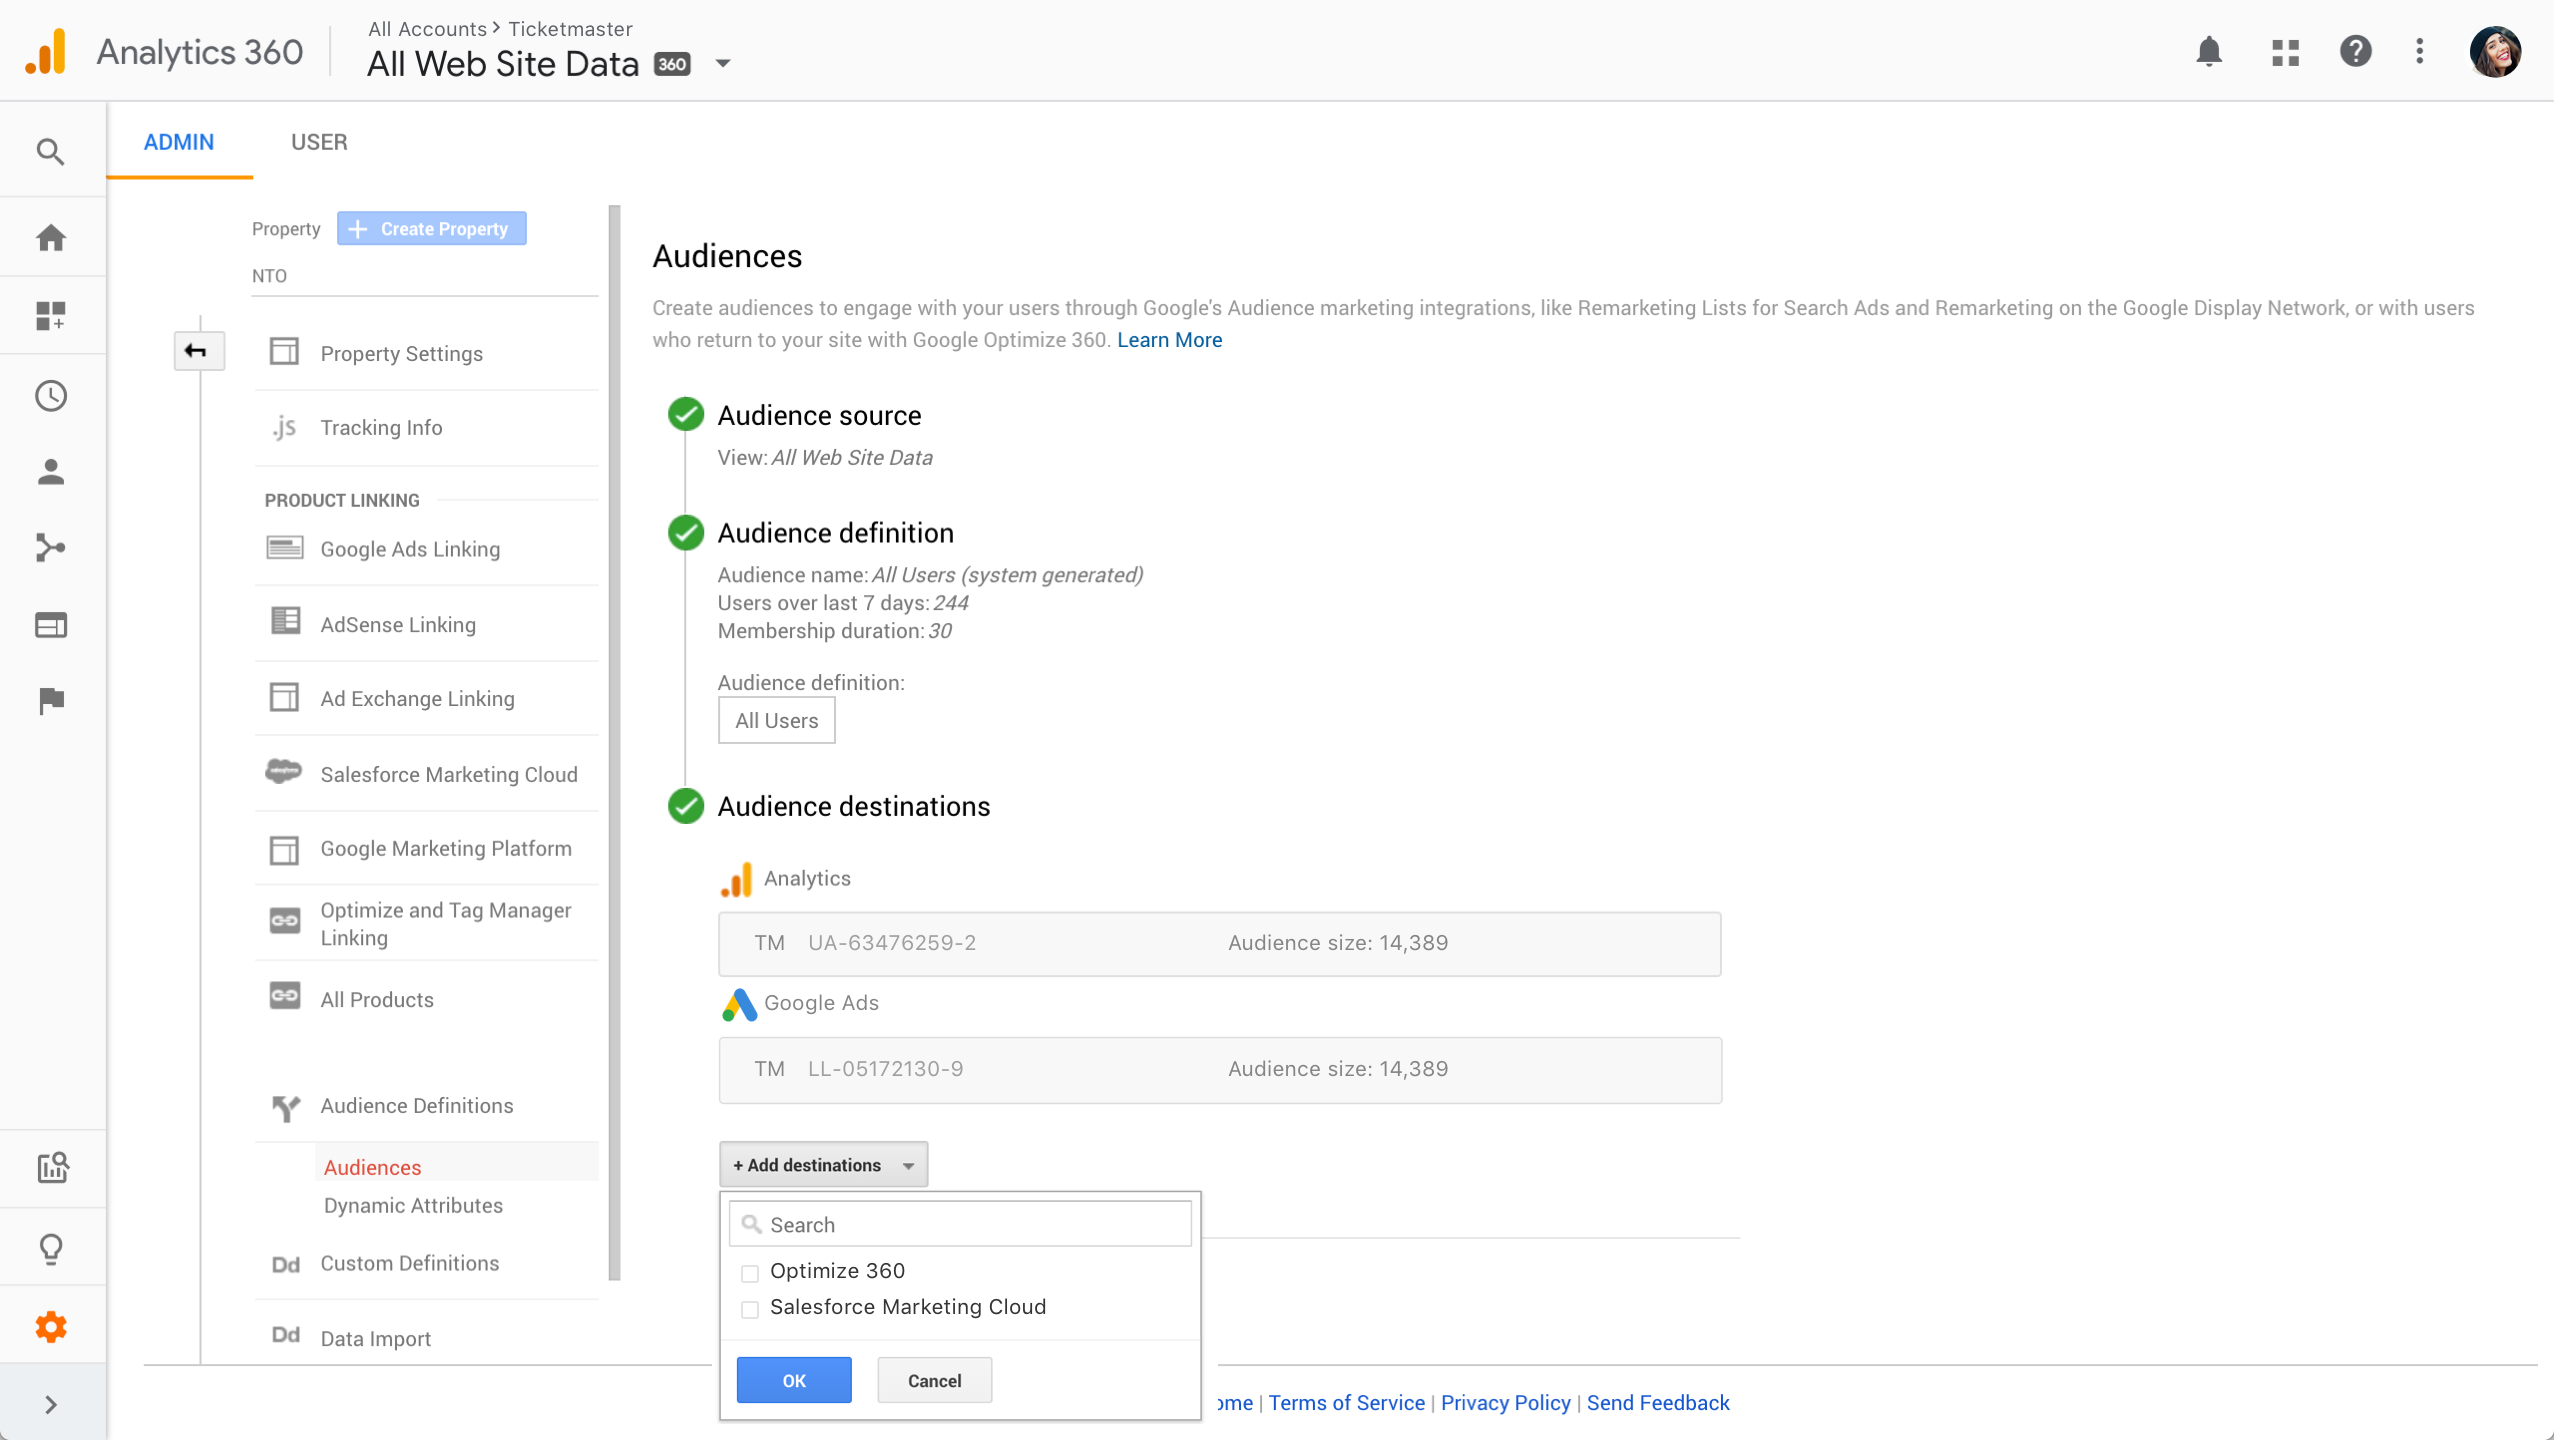 Analytics 360
All Accounts > Ticketmaster
All Web Site Data 360
ADMIN
USER
Property
+ Create Property
NTO
Property Settings
.js Tracking Info
PRODUCT LINKING
Google Ads Linking
AdSense Linking
Ad Exchange Linking
Salesforce Marketing Cloud
Google Marketing Platform
Optimize and Tag Manager
Linking
All Products
Audience Definitions
Audiences
Dynamic Attributes
Dd Custom Definitions
Dd Data Import
Audiences
Create audiences to engage with your users through Google's Audience marketing integrations, like Remarketing Lists for Search Ads and Remarketing on the Google Display Network, or with users
who return to your site with Google Optimize 360. Learn More
Audience source
View: All Web Site Data
Audience definition
Audience name: All Users (system generated)
Users over last 7 days: 244
Membership duration: 30
Audience definition:
All Users
Audience destinations
Analytics
TM UA-63476259-2 Audience size: 14,389
Google Ads
TM LL-05172130-9 Audience size: 14,389
+ Add destinations
Search
Optimize 360
Salesforce Marketing Cloud
OK
Cancel
ome | Terms of Service | Privacy Policy | Send Feedback